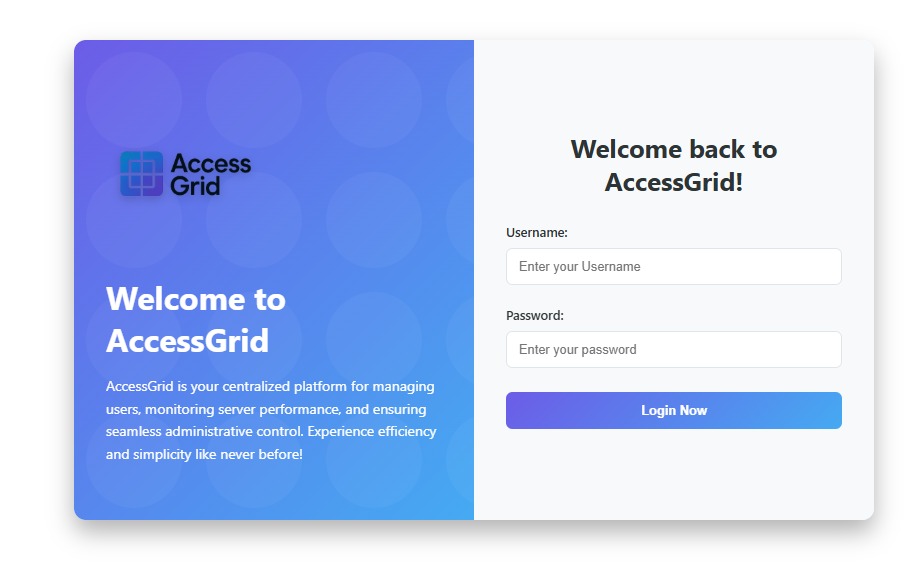 Access
Grid
Welcome to
AccessGrid
AccessGrid is your centralized platform for managing
users, monitoring server performance, and ensuring
seamless administrative control. Experience efficiency
and simplicity like never before!
Welcome back to
AccessGrid!
Username:
Enter your Username
Password:
Enter your password
Login Now